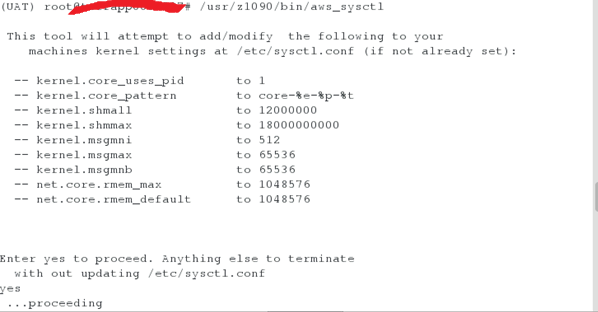 (UAT) root# /usr/z1090/bin/aws_sysctl
This tool will attempt to add/modify  the following to your
machines kernel settings at /etc/sysctl.conf (if not already set):
-- kernel.core_uses_pid to 1
-- kernel.core_pattern to core-%e-%p-%t
-- kernel.shmall to 12000000
-- kernel.shmmax to 18000000000
-- kernel.msgmni to 512
-- kernel.msgmax to 65536
-- kernel.msgmnb to 65536
-- net.core.rmem_max to 1048576
-- net.core.rmem_default to 1048576
Enter yes to proceed. Anything else to terminate
with out updating /etc/sysctl.conf
yes
...proceeding